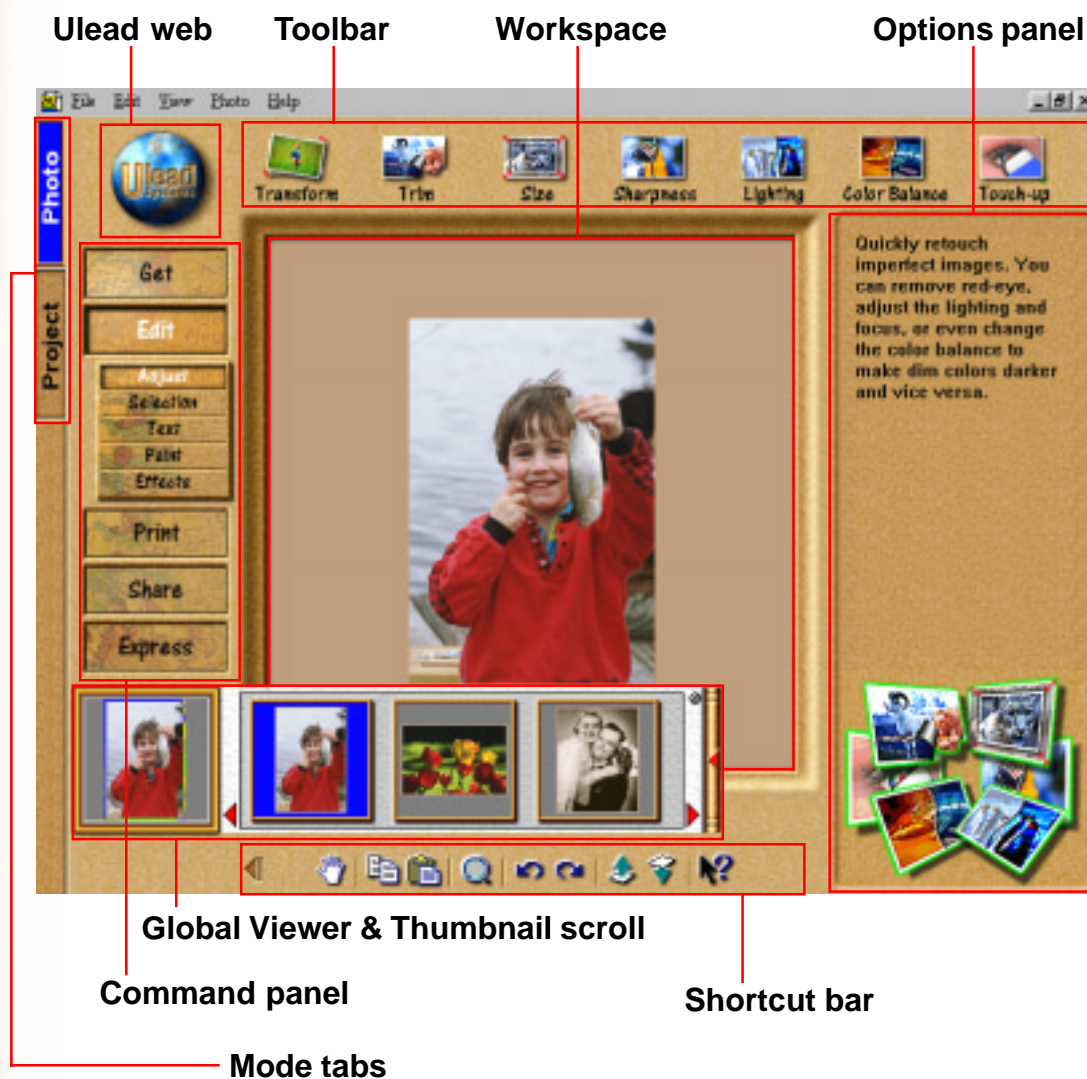 Ulead web Toolbar Workspace Options panel
File Edit View Photo Help
Photo
Project
Ulead
Systems
Transform Trim Size Sharpness Lighting Color Balance Touch-up
Get
Edit
Adjust
Selection
Text
Paint
Effects
Print
Share
Express
Quickly retouch
imperfect images. You
can remove red-eye,
adjust the lighting and
focus, or even change
the color balance to
make dim colors darker
and vice versa.
Global Viewer & Thumbnail scroll
Command panel
Shortcut bar
Mode tabs